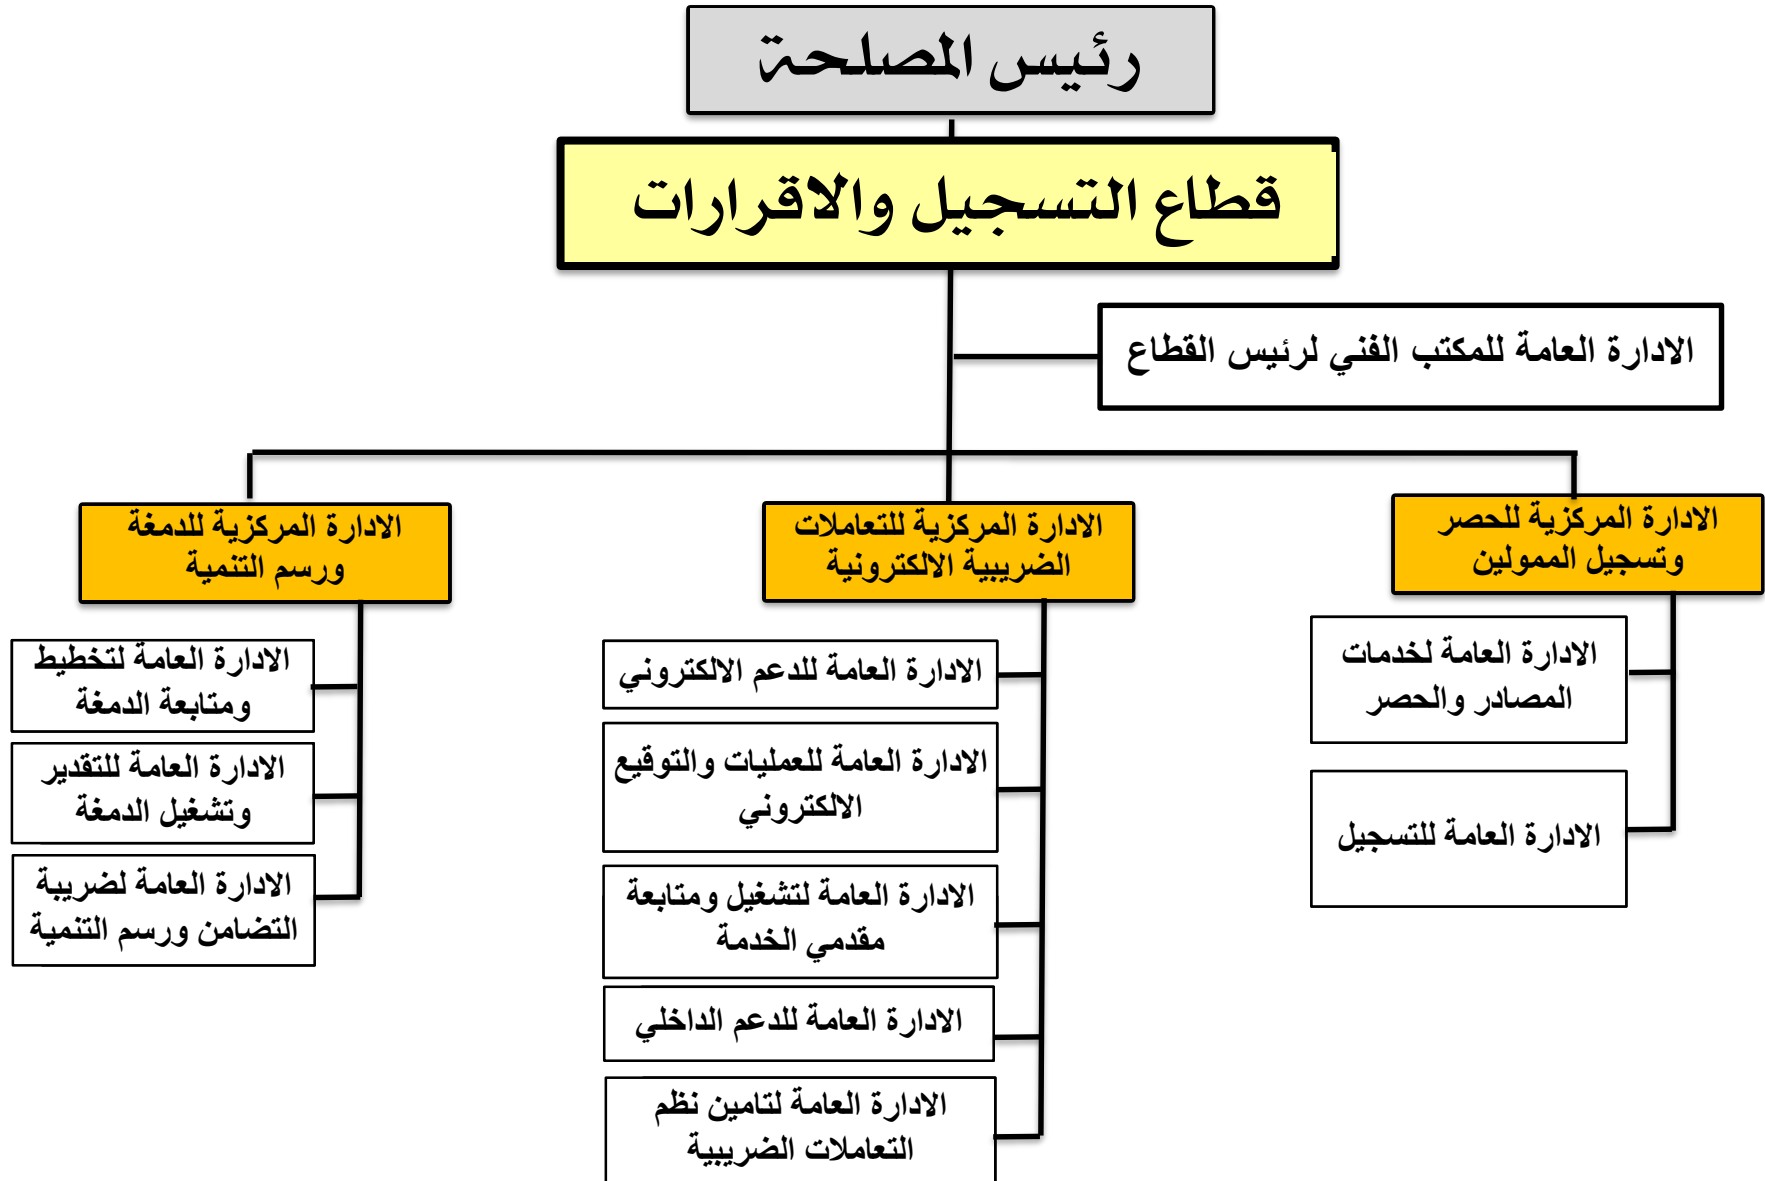 رئيس المصلحة
قطاع التسجيل والاقرارات
الادارة العامة للمكتب الفني لرئيس القطاع
الادارة المركزية للحصر
وتسجيل الممولين
الادارة العامة لخدمات
المصادر والحصر
الادارة العامة للتسجيل
الادارة المركزية للتعاملات
الضريبية الالكترونية
الادارة العامة للدعم الالكتروني
الادارة العامة للعمليات والتوقيع
الالكتروني
الادارة العامة لتشغيل ومتابعة
مقدمي الخدمة
الادارة العامة للدعم الداخلي
الادارة العامة لتامين نظم
التعاملات الضريبية
الادارة المركزية للدمغة
ورسم التنمية
الادارة العامة لتخطيط
ومتابعة الدمغة
الادارة العامة للتقدير
وتشغيل الدمغة
الادارة العامة لضريبة
التضامن ورسم التنمية